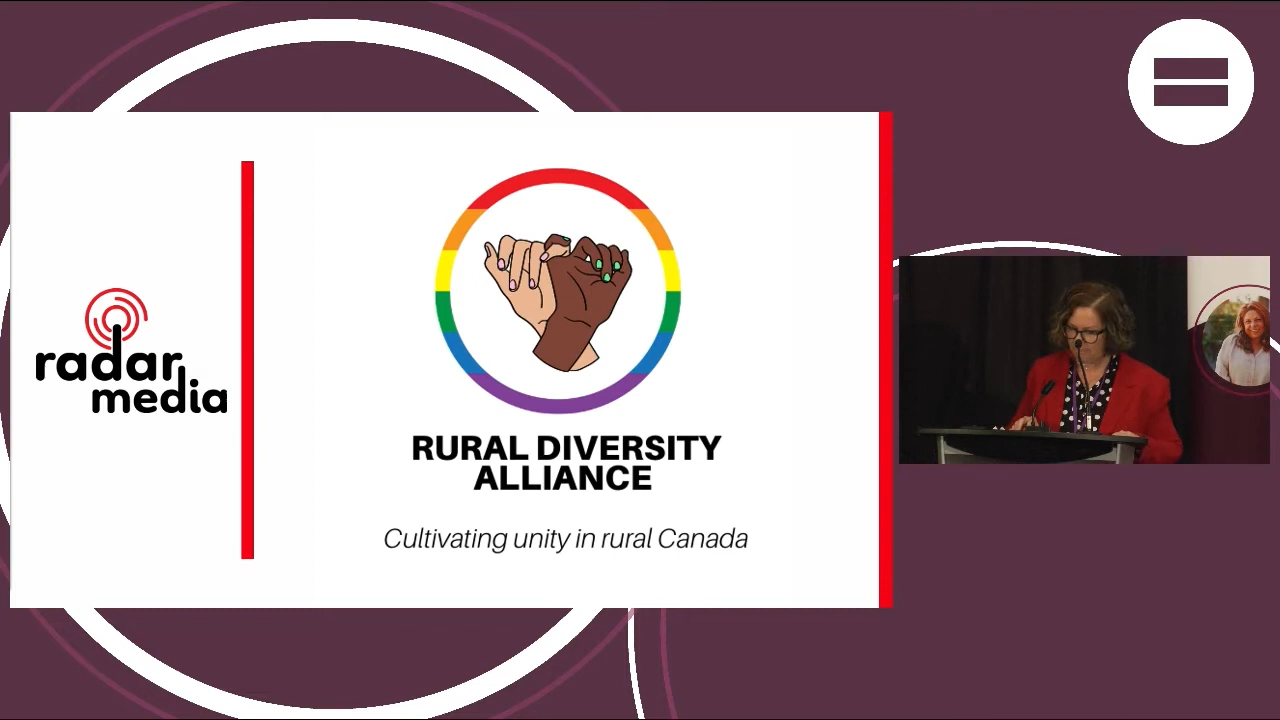 radar
media
RURAL DIVERSITY
ALLIANCE
Cultivating unity in rural Canada